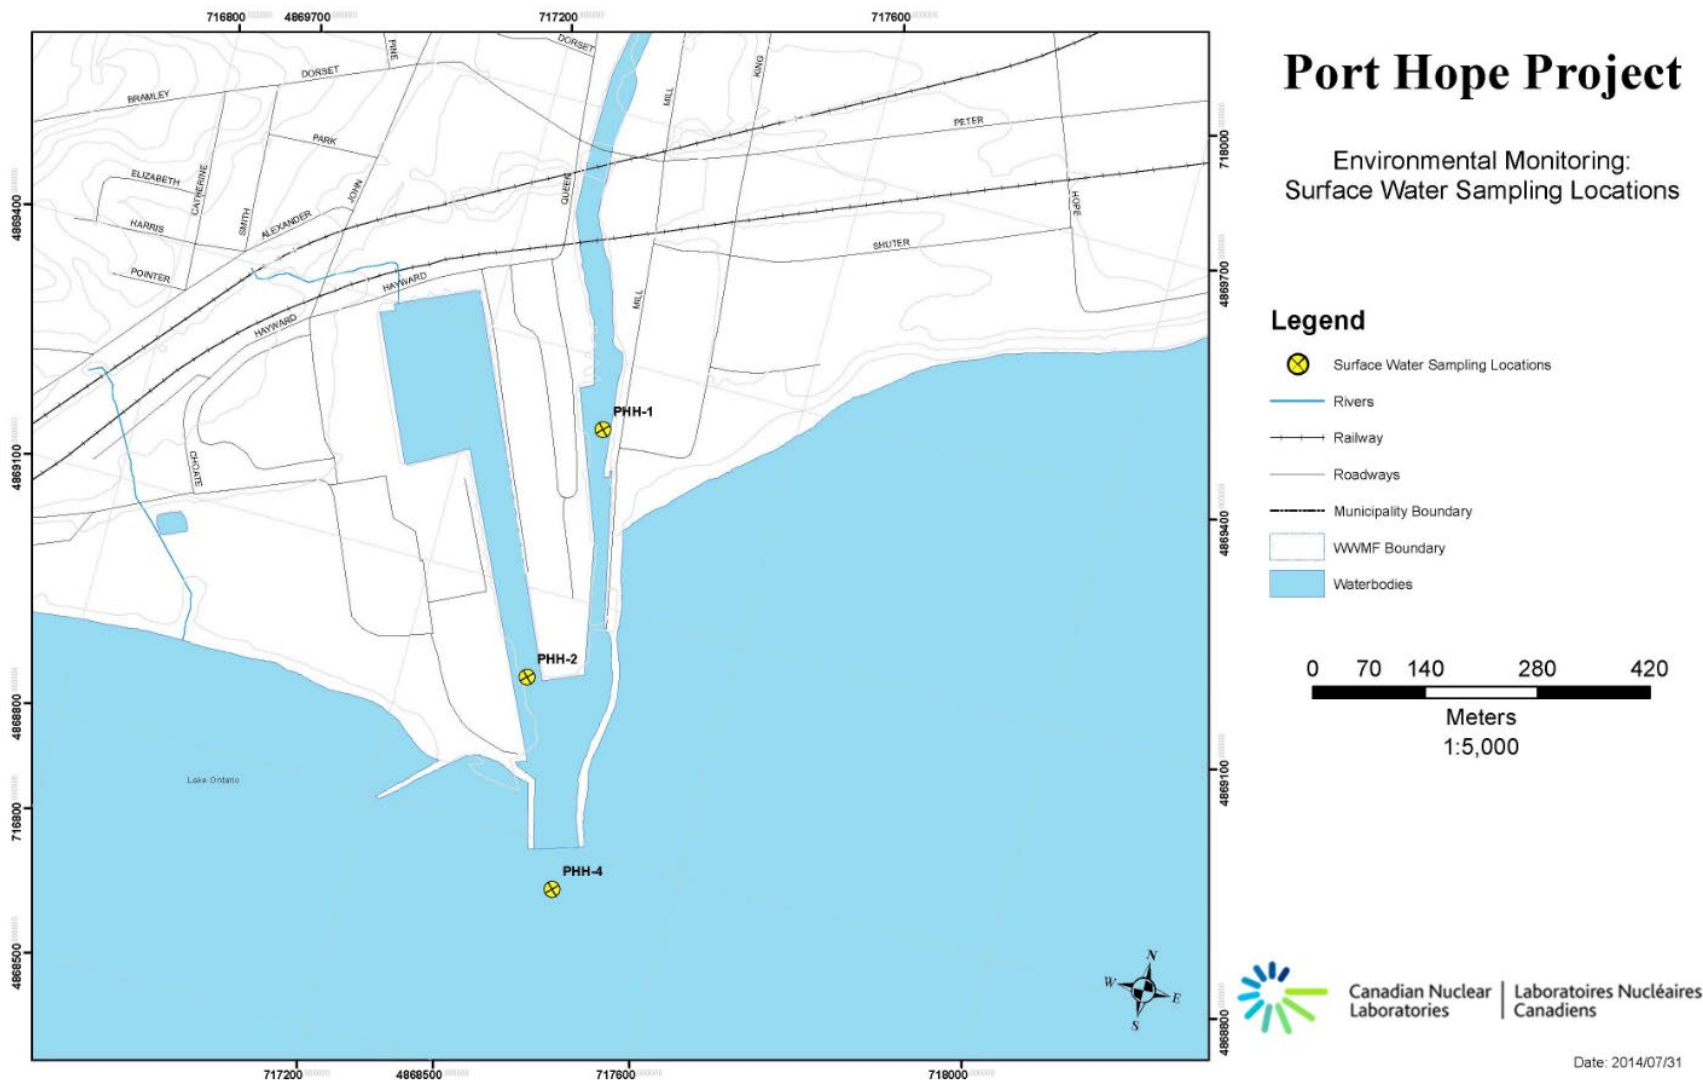 716800 4869700 717200 717600
Port Hope Project
Environmental Monitoring:
Surface Water Sampling Locations
DORSET
PINE
DORSET
KING
MILL
BRAMLEY
PARK
PETER
718000
ELIZABETH
CATHERINE
JOHN
QUEEN
4869400
HARRIS
SMITH
ALEXANDER
HOPE
SHUTER
POINTER
HAYWARD
MILL
4869700
HAYWARD
Legend
Surface Water Sampling Locations
Rivers
Railway
Roadways
Municipality Boundary
WWMF Boundary
Waterbodies
PHH-1
4869100
CHOATE
4869400
PHH-2
0 70 140 280 420
Meters
1:5,000
4868800
Lake Ontario
4869100
716800
PHH-4
4868500
N
W
E
S
4868800
Canadian Nuclear Laboratoires Nucléaires
Laboratories Canadiens
Date: 2014/07/31
717200 4868500 717600 718000